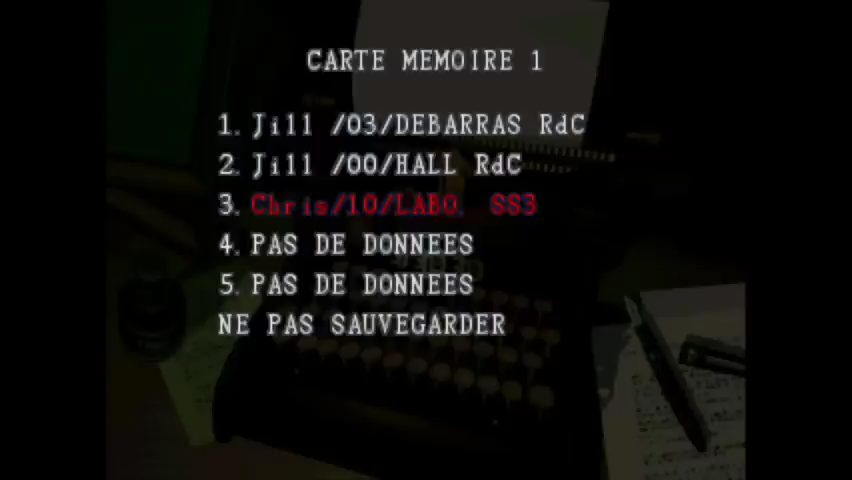 CARTE MEMOIRE 1
1. Jill /03/DEBARRAS RdC
2. Jill /00/HALL RdC
3. Chris/10/LABO. SS3
4. PAS DE DONNEES
5. PAS DE DONNEES
NE PAS SAUVEGARDER